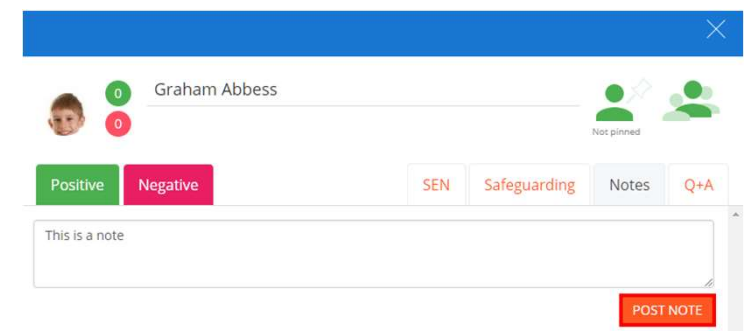 0
Graham Abbess
0
Not pinned
Positive Negative SEN Safeguarding Notes Q+A
This is a note
POST NOTE